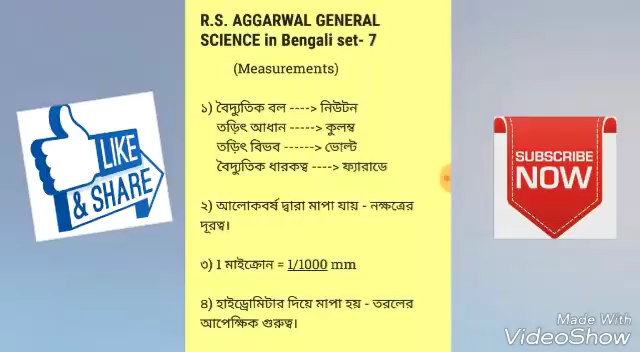 R.S. AGGARWAL GENERAL
SCIENCE in Bengali set- 7
(Measurements)
১) বৈদ্যুতিক বল ----> নিউটন
তড়িৎ আধান -----> কুলম্ব
তড়িৎ বিভব ------> ভোল্ট
বৈদ্যুতিক ধারকত্ব ----> ফ্যারাডে
২) আলোকবর্ষ দ্বারা মাপা যায় - নক্ষত্রের
দূরত্ব।
৩) 1 মাইক্রোন = 1/1000 mm
৪) হাইড্রোমিটার দিয়ে মাপা হয় - তরলের
আপেক্ষিক গুরুত্ব।
LIKE
& SHARE
SUBSCRIBE
NOW
Made With
VideoShow